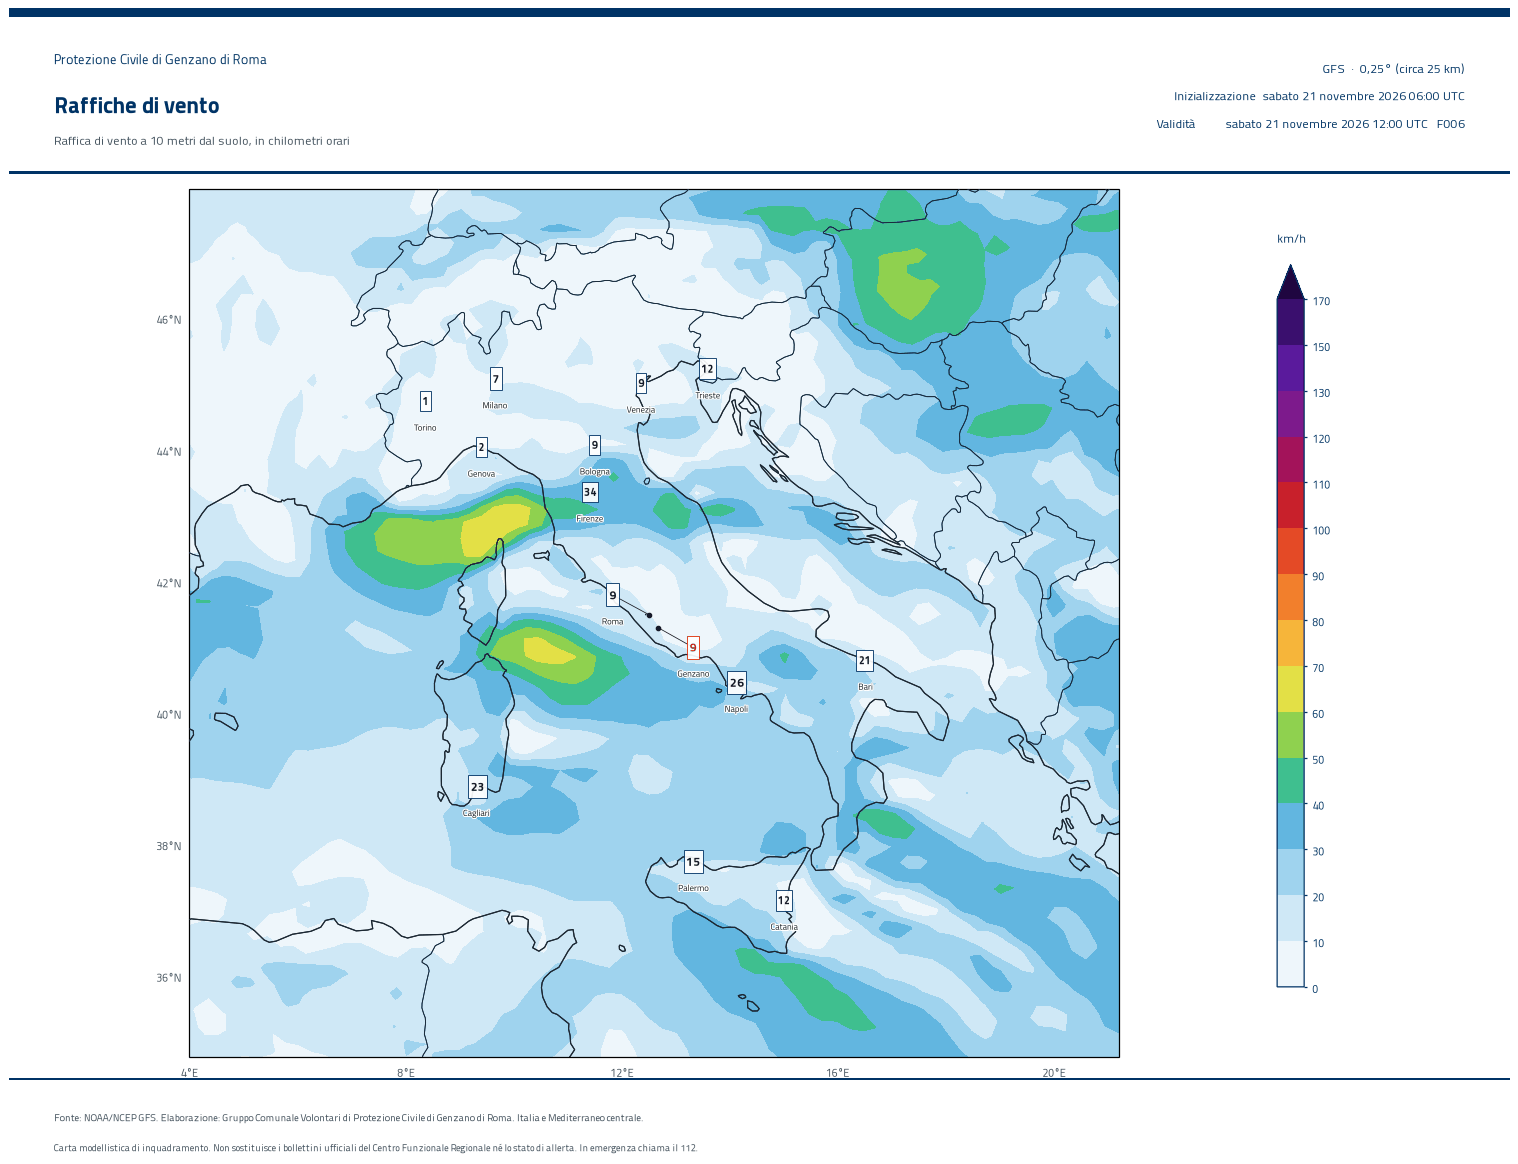 Protezione Civile di Genzano di Roma
Raffiche di vento
Raffica di vento a 10 metri dal suolo, in chilometri orari
GFS · 0,25° (circa 25 km)
Inizializzazione sabato 21 novembre 2026 06:00 UTC
Validità sabato 21 novembre 2026 12:00 UTC F006
km/h
170
150
130
120
110
100
90
80
70
60
50
40
30
20
10
0
46°N
44°N
42°N
40°N
38°N
36°N
4°E
8°E
12°E
16°E
20°E
1
Torino
7
Milano
9
Venezia
12
Trieste
2
Genova
9
Bologna
34
Firenze
9
Roma
9
Genzano
26
Napoli
21
Bari
23
Cagliari
15
Palermo
12
Catania
Fonte: NOAA/NCEP GFS. Elaborazione: Gruppo Comunale Volontari di Protezione Civile di Genzano di Roma. Italia e Mediterraneo centrale.
Carta modellistica di inquadramento. Non sostituisce i bollettini ufficiali del Centro Funzionale Regionale né lo stato di allerta. In emergenza chiama il 112.